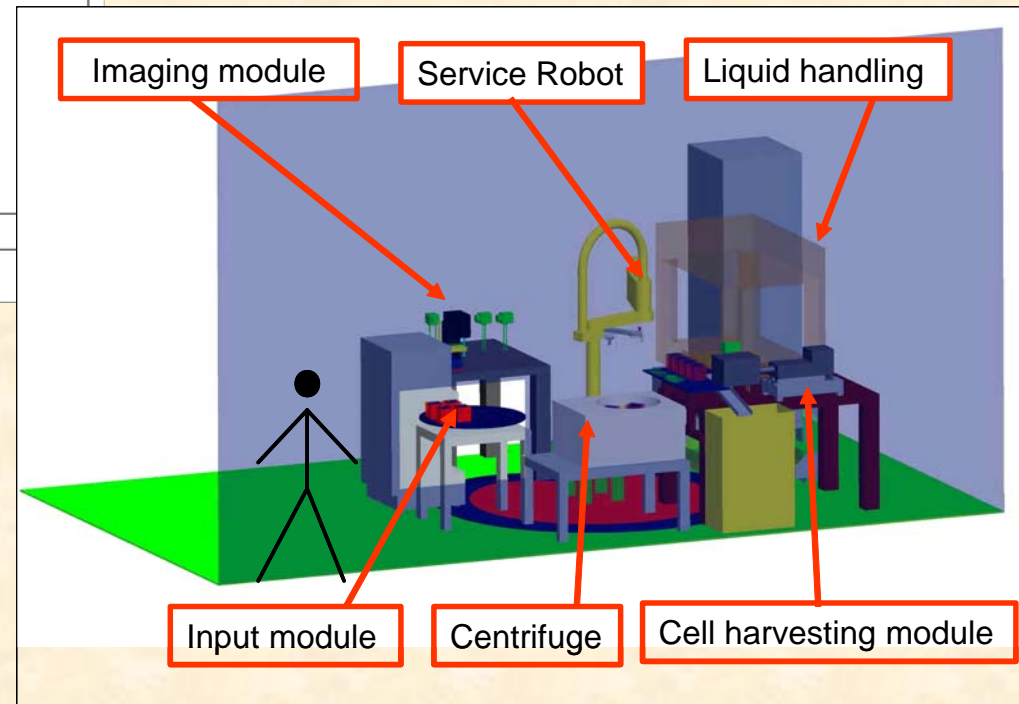 Imaging module
Service Robot
Liquid handling
Input module
Centrifuge
Cell harvesting module